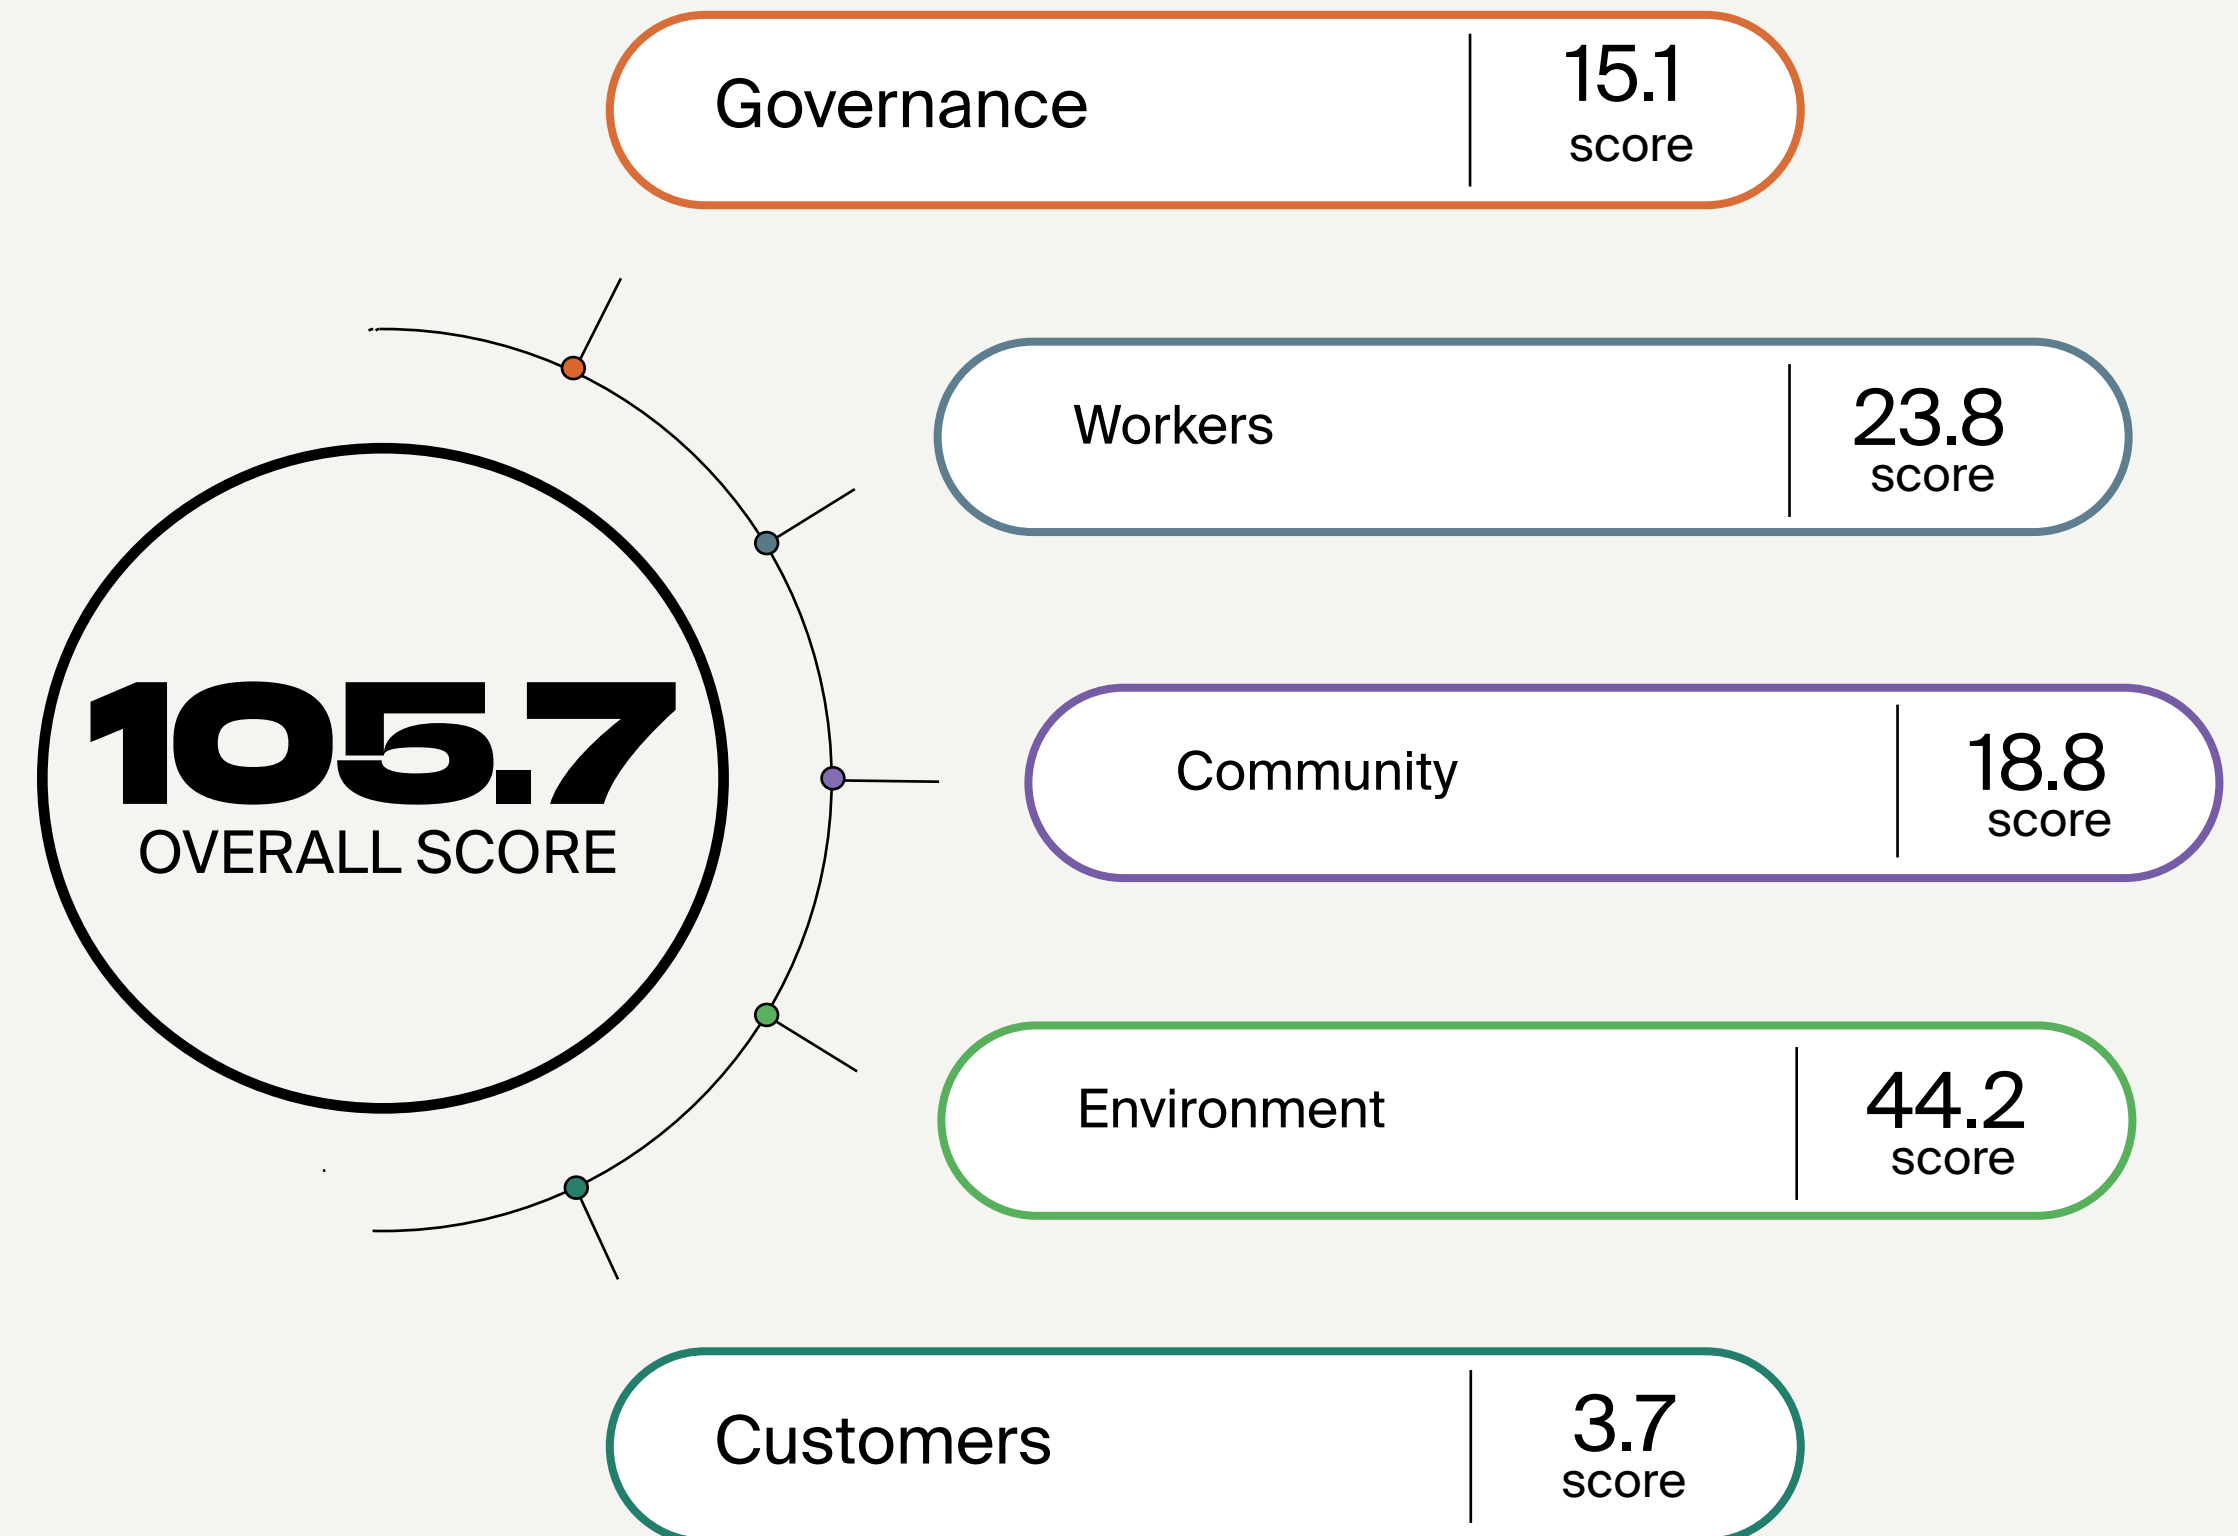 Governance
15.1
score
Workers
23.8
score
105.7
OVERALL SCORE
Community
18.8
score
Environment
44.2
score
Customers
3.7
score